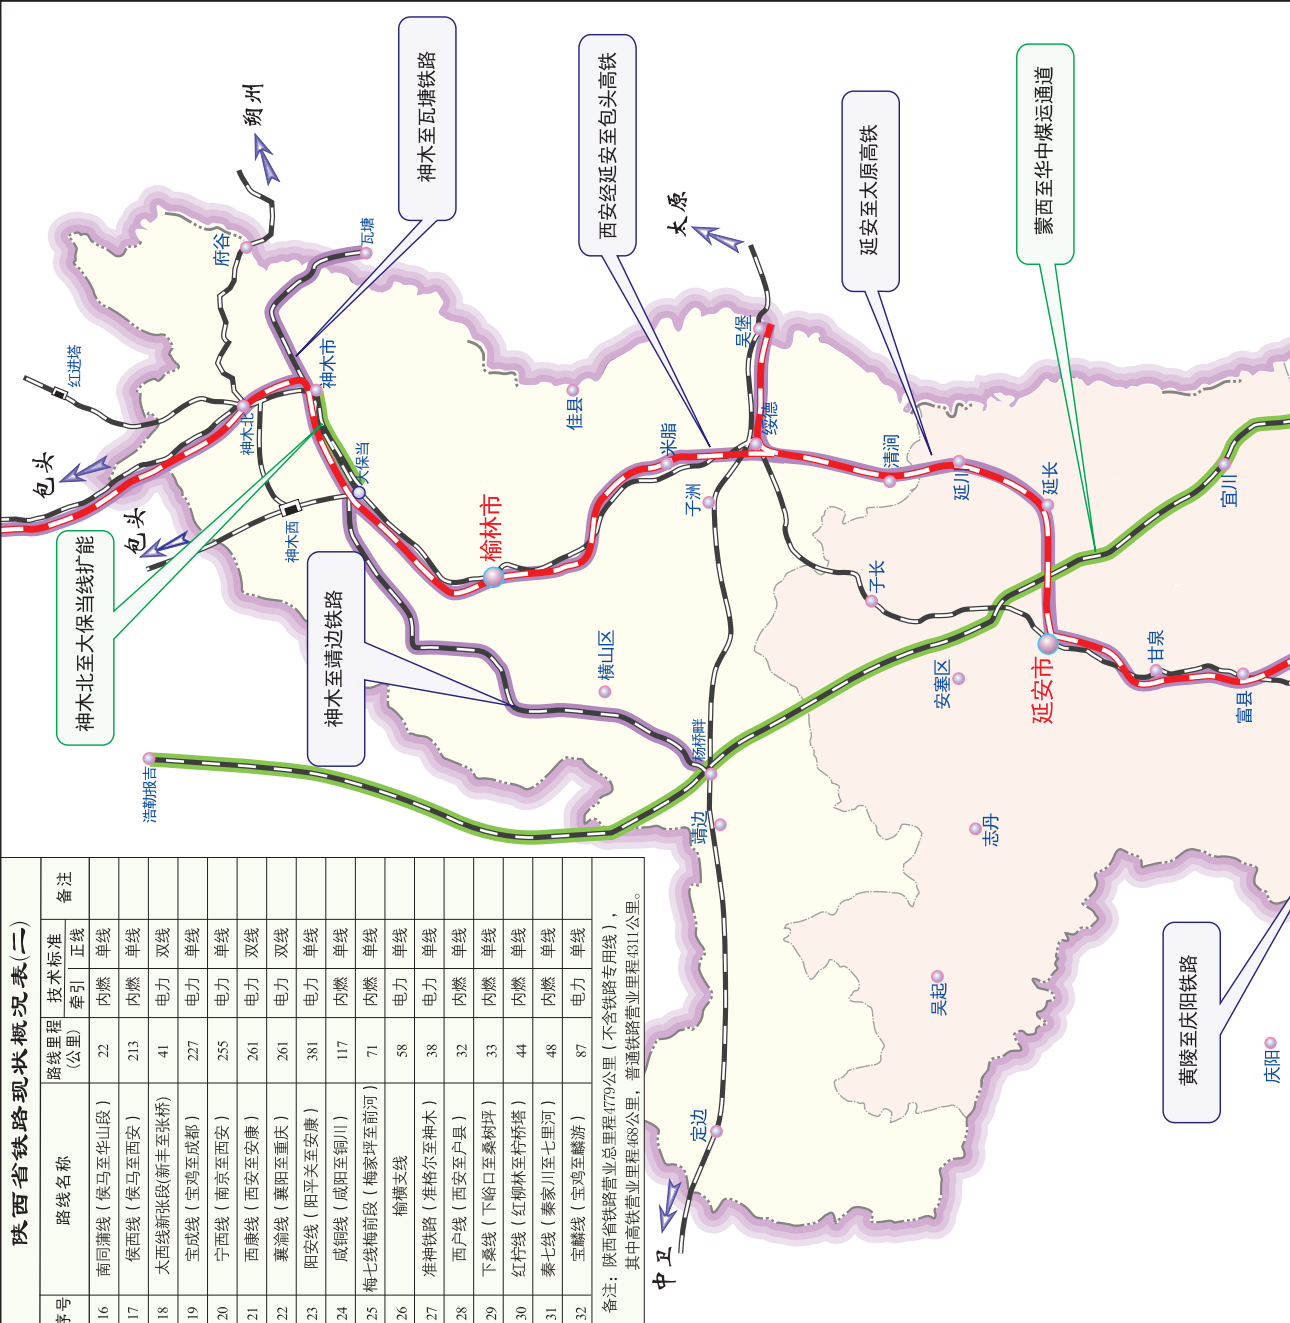 陕西省铁路现状概况表(二)
序号 路线名称 路线里程(公里) 技术标准 备注
牵引 正线
16 南同蒲线(侯马至华山段) 22 内燃 单线
17 侯西线(侯马至西安) 213 内燃 单线
18 太西线新张段(新丰至张桥) 41 电力 双线
19 宝成线(宝鸡至成都) 227 电力 单线
20 宁西线(南京至西安) 255 电力 单线
21 西康线(西安至安康) 261 电力 双线
22 襄渝线(襄阳至重庆) 261 电力 双线
23 阳安线(阳平关至安康) 381 电力 单线
24 咸铜线(咸阳至铜川) 117 内燃 单线
25 梅七线梅前段(梅家坪至前河) 71 内燃 单线
26 榆横支线 58 电力 单线
27 准神铁路(准格尔至神木) 38 电力 单线
28 西户线(西安至户县) 32 内燃 单线
29 下桑线(下峪口至桑树坪) 33 内燃 单线
30 红柠线(红柳林至柠桥塔) 44 内燃 单线
31 秦七线(秦家川至七里河) 48 内燃 单线
32 宝麟线(宝鸡至麟游) 87 电力 单线
备注:陕西省铁路营业总里程4779公里(不含铁路专用线),
其中高铁营业里程468公里,普通铁路营业里程4311公里。
浩勒报吉
神木北至大保当线扩能
包头
包头
红进塔
府谷
朔州
瓦塘
神木至瓦塘铁路
神木市
神木北
大保当
神木西
神木至靖边铁路
榆林市
横山区
佳县
西安经延安至包头高铁
米脂
子洲
太原
吴堡
绥德
杨桥畔
靖边
定边
中卫
延安至太原高铁
清涧
子长
延川
安塞区
志丹
吴起
蒙西至华中煤运通道
延长
延安市
甘泉
宜川
富县
黄陵至庆阳铁路
庆阳